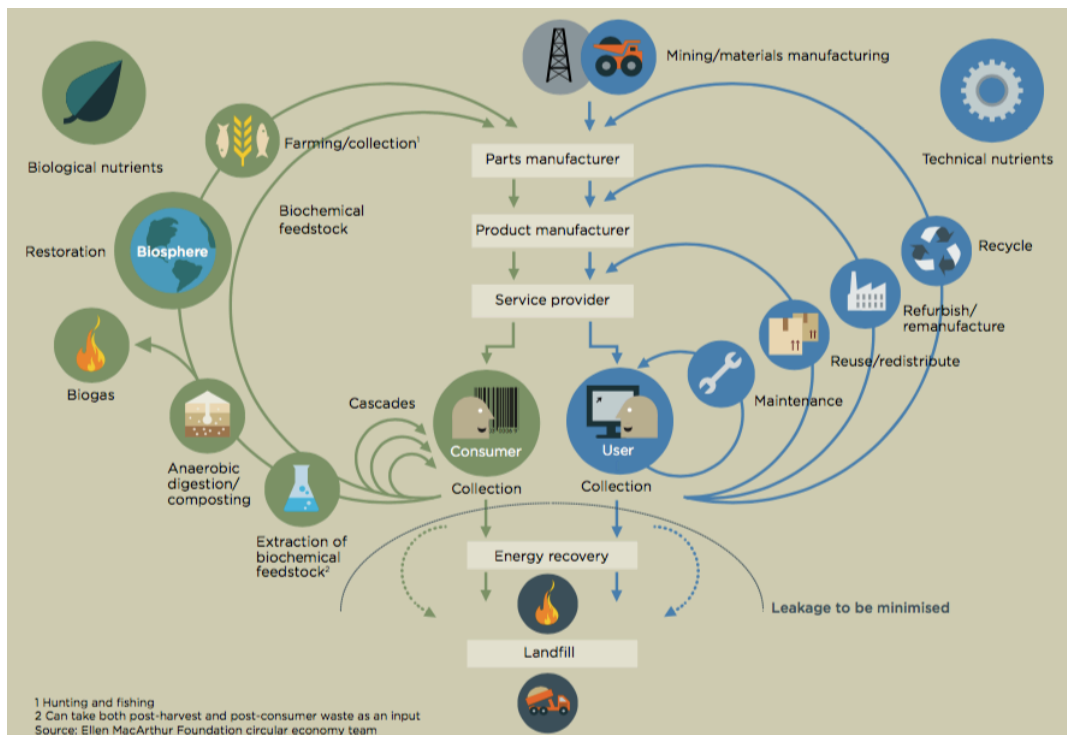 Mining/materials manufacturing
Biological nutrients
Farming/collection¹
Parts manufacturer
Technical nutrients
Biochemical
feedstock
Restoration
Biosphere
Product manufacturer
Recycle
Service provider
Refurbish/
remanufacture
Reuse/redistribute
Biogas
Cascades
Maintenance
Consumer
User
Anaerobic
digestion/
composting
Collection
Collection
Extraction of
biochemical
feedstock²
Energy recovery
Leakage to be minimised
Landfill
1 Hunting and fishing
2 Can take both post-harvest and post-consumer waste as an input
Source: Ellen MacArthur Foundation circular economy team